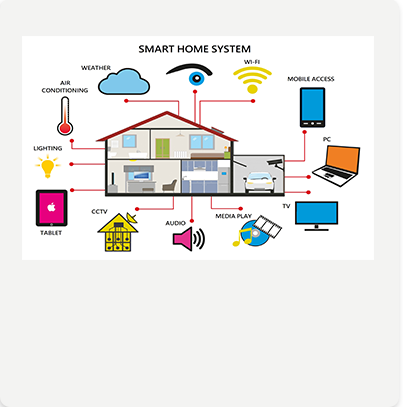 SMART HOME SYSTEM
WEATHER
WI-FI
AIR
CONDITIONING
MOBILE ACCESS
LIGHTING
PC
TABLET
CCTV
AUDIO
MEDIA PLAY
TV